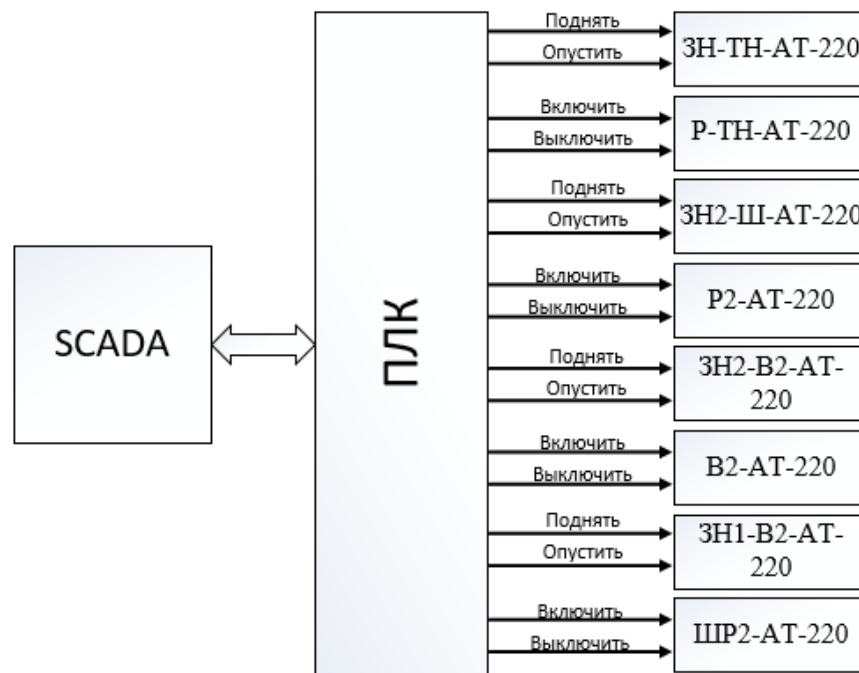 Поднять
Опустить
ЗН-ТН-АТ-220
Включить
Выключить
Р-ТН-АТ-220
Поднять
Опустить
ЗН2-Ш-АТ-220
Включить
Выключить
Р2-АТ-220
SCADA
ПЛК
Поднять
Опустить
ЗН2-В2-АТ-
220
Включить
Выключить
В2-АТ-220
Поднять
Опустить
ЗН1-В2-АТ-
220
Включить
Выключить
ШР2-АТ-220